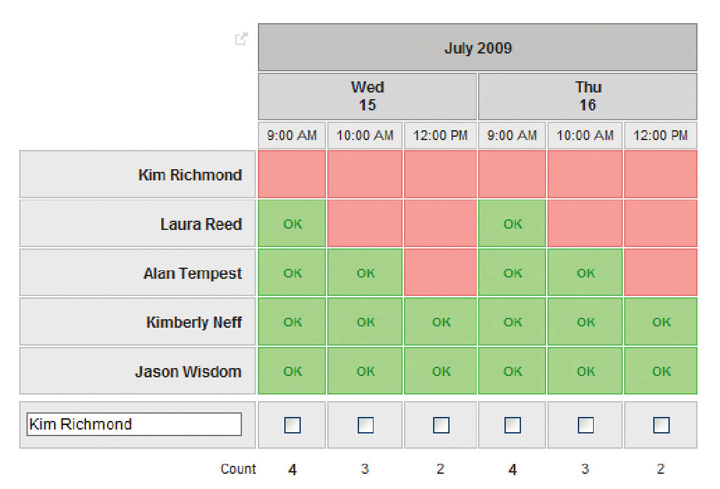 July 2009
Wed Thu
15 16
9:00 AM 10:00 AM 12:00 PM 9:00 AM 10:00 AM 12:00 PM
Kim Richmond
Laura Reed OK OK
Alan Tempest OK OK OK OK
Kimberly Neff OK OK OK OK OK OK
Jason Wisdom OK OK OK OK OK OK
Kim Richmond
Count 4 3 2 4 3 2